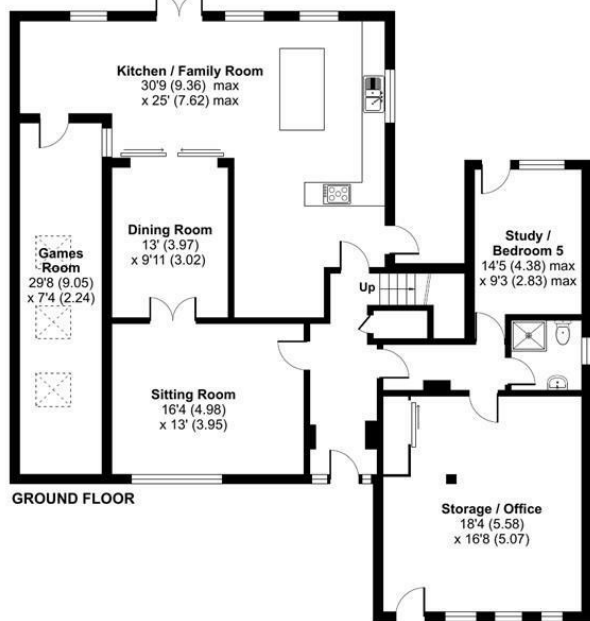 Kitchen / Family Room
30'9 (9.36) max
x 25' (7.62) max
Dining Room
13' (3.97)
x 9'11 (3.02)
Games
Room
29'8 (9.05)
x 7'4 (2.24)
Study /
Bedroom 5
14'5 (4.38) max
x 9'3 (2.83) max
Up
Sitting Room
16'4 (4.98)
x 13' (3.95)
Storage / Office
18'4 (5.58)
x 16'8 (5.07)
GROUND FLOOR